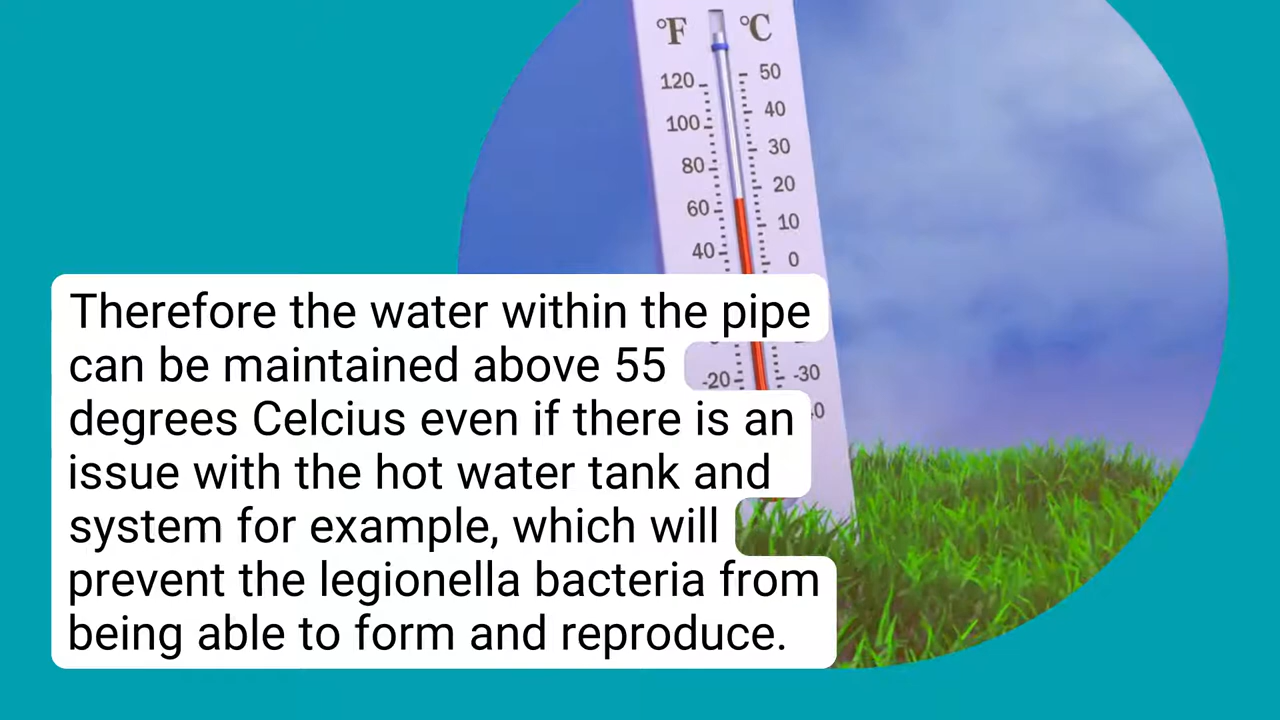 °F °C
120 50
100 40
30
80
20
60
10
40
0
Therefore the water within the pipe
can be maintained above 55
-20 -30
degrees Celcius even if there is an
issue with the hot water tank and
system for example, which will
prevent the legionella bacteria from
being able to form and reproduce.